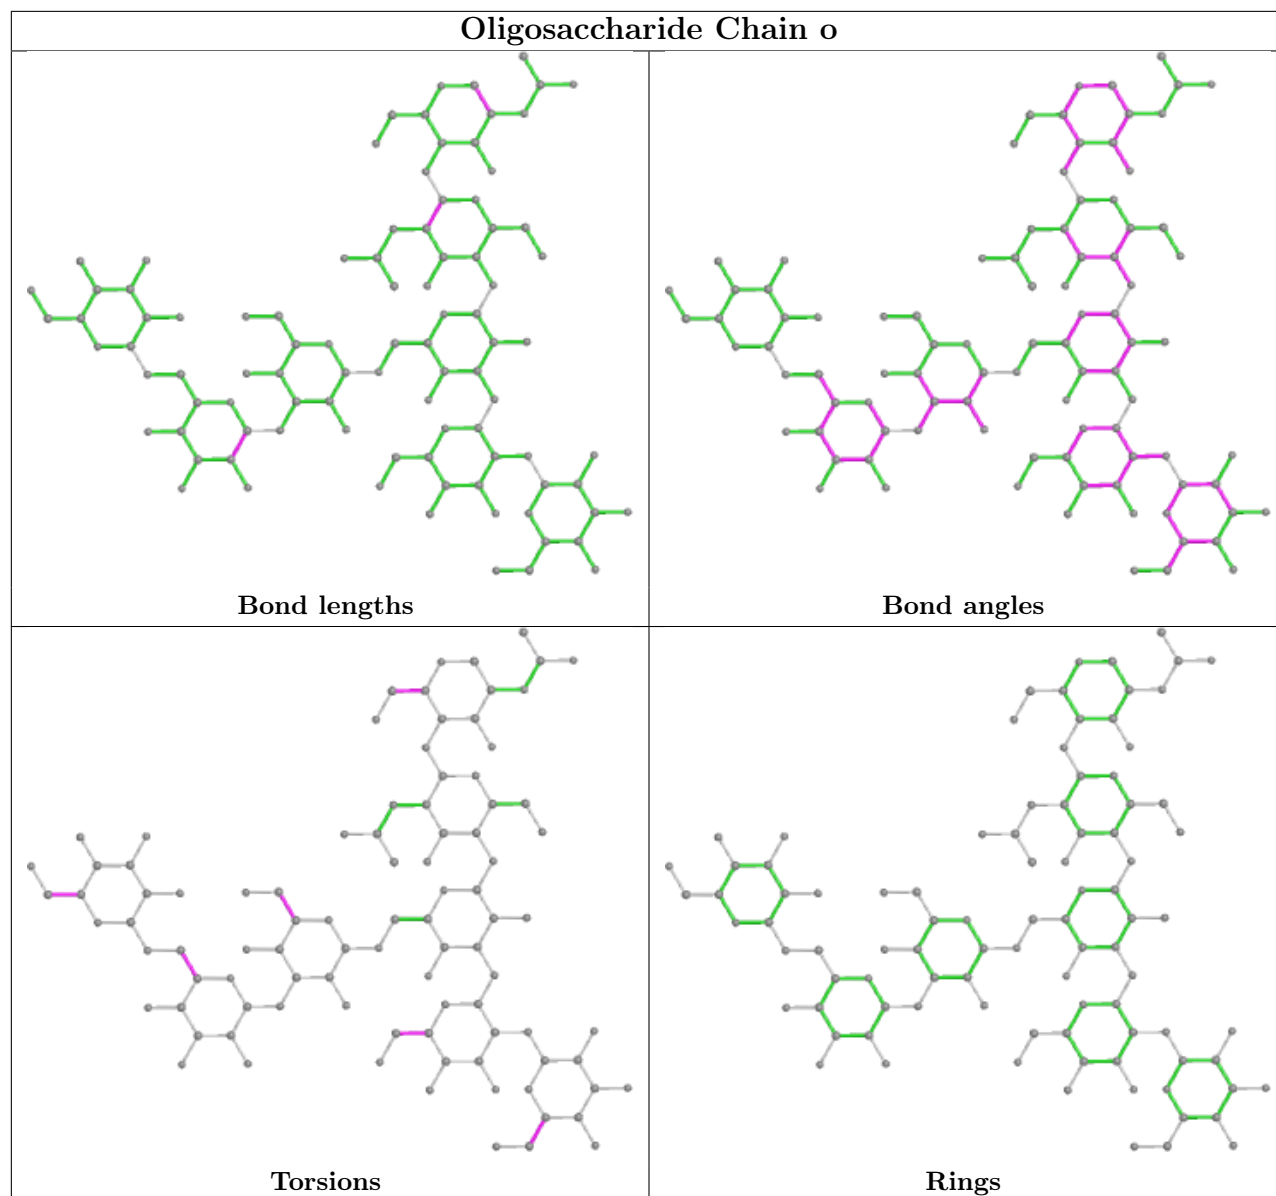 Oligosaccharide Chain o
Bond lengths
Bond angles
Torsions
Rings